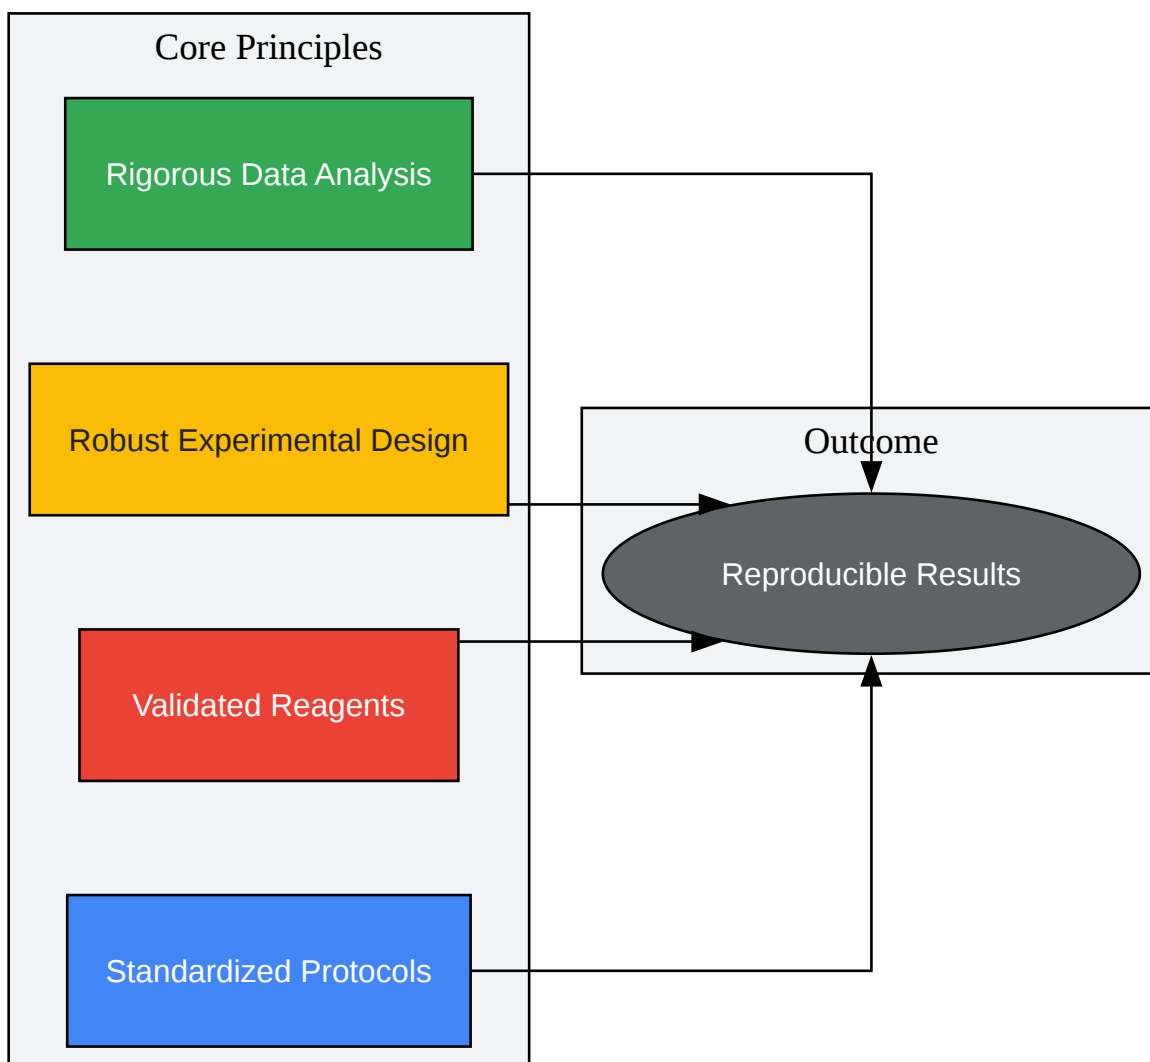 Core Principles
Rigorous Data Analysis
Robust Experimental Design
Outcome
Reproducible Results
Validated Reagents
Standardized Protocols